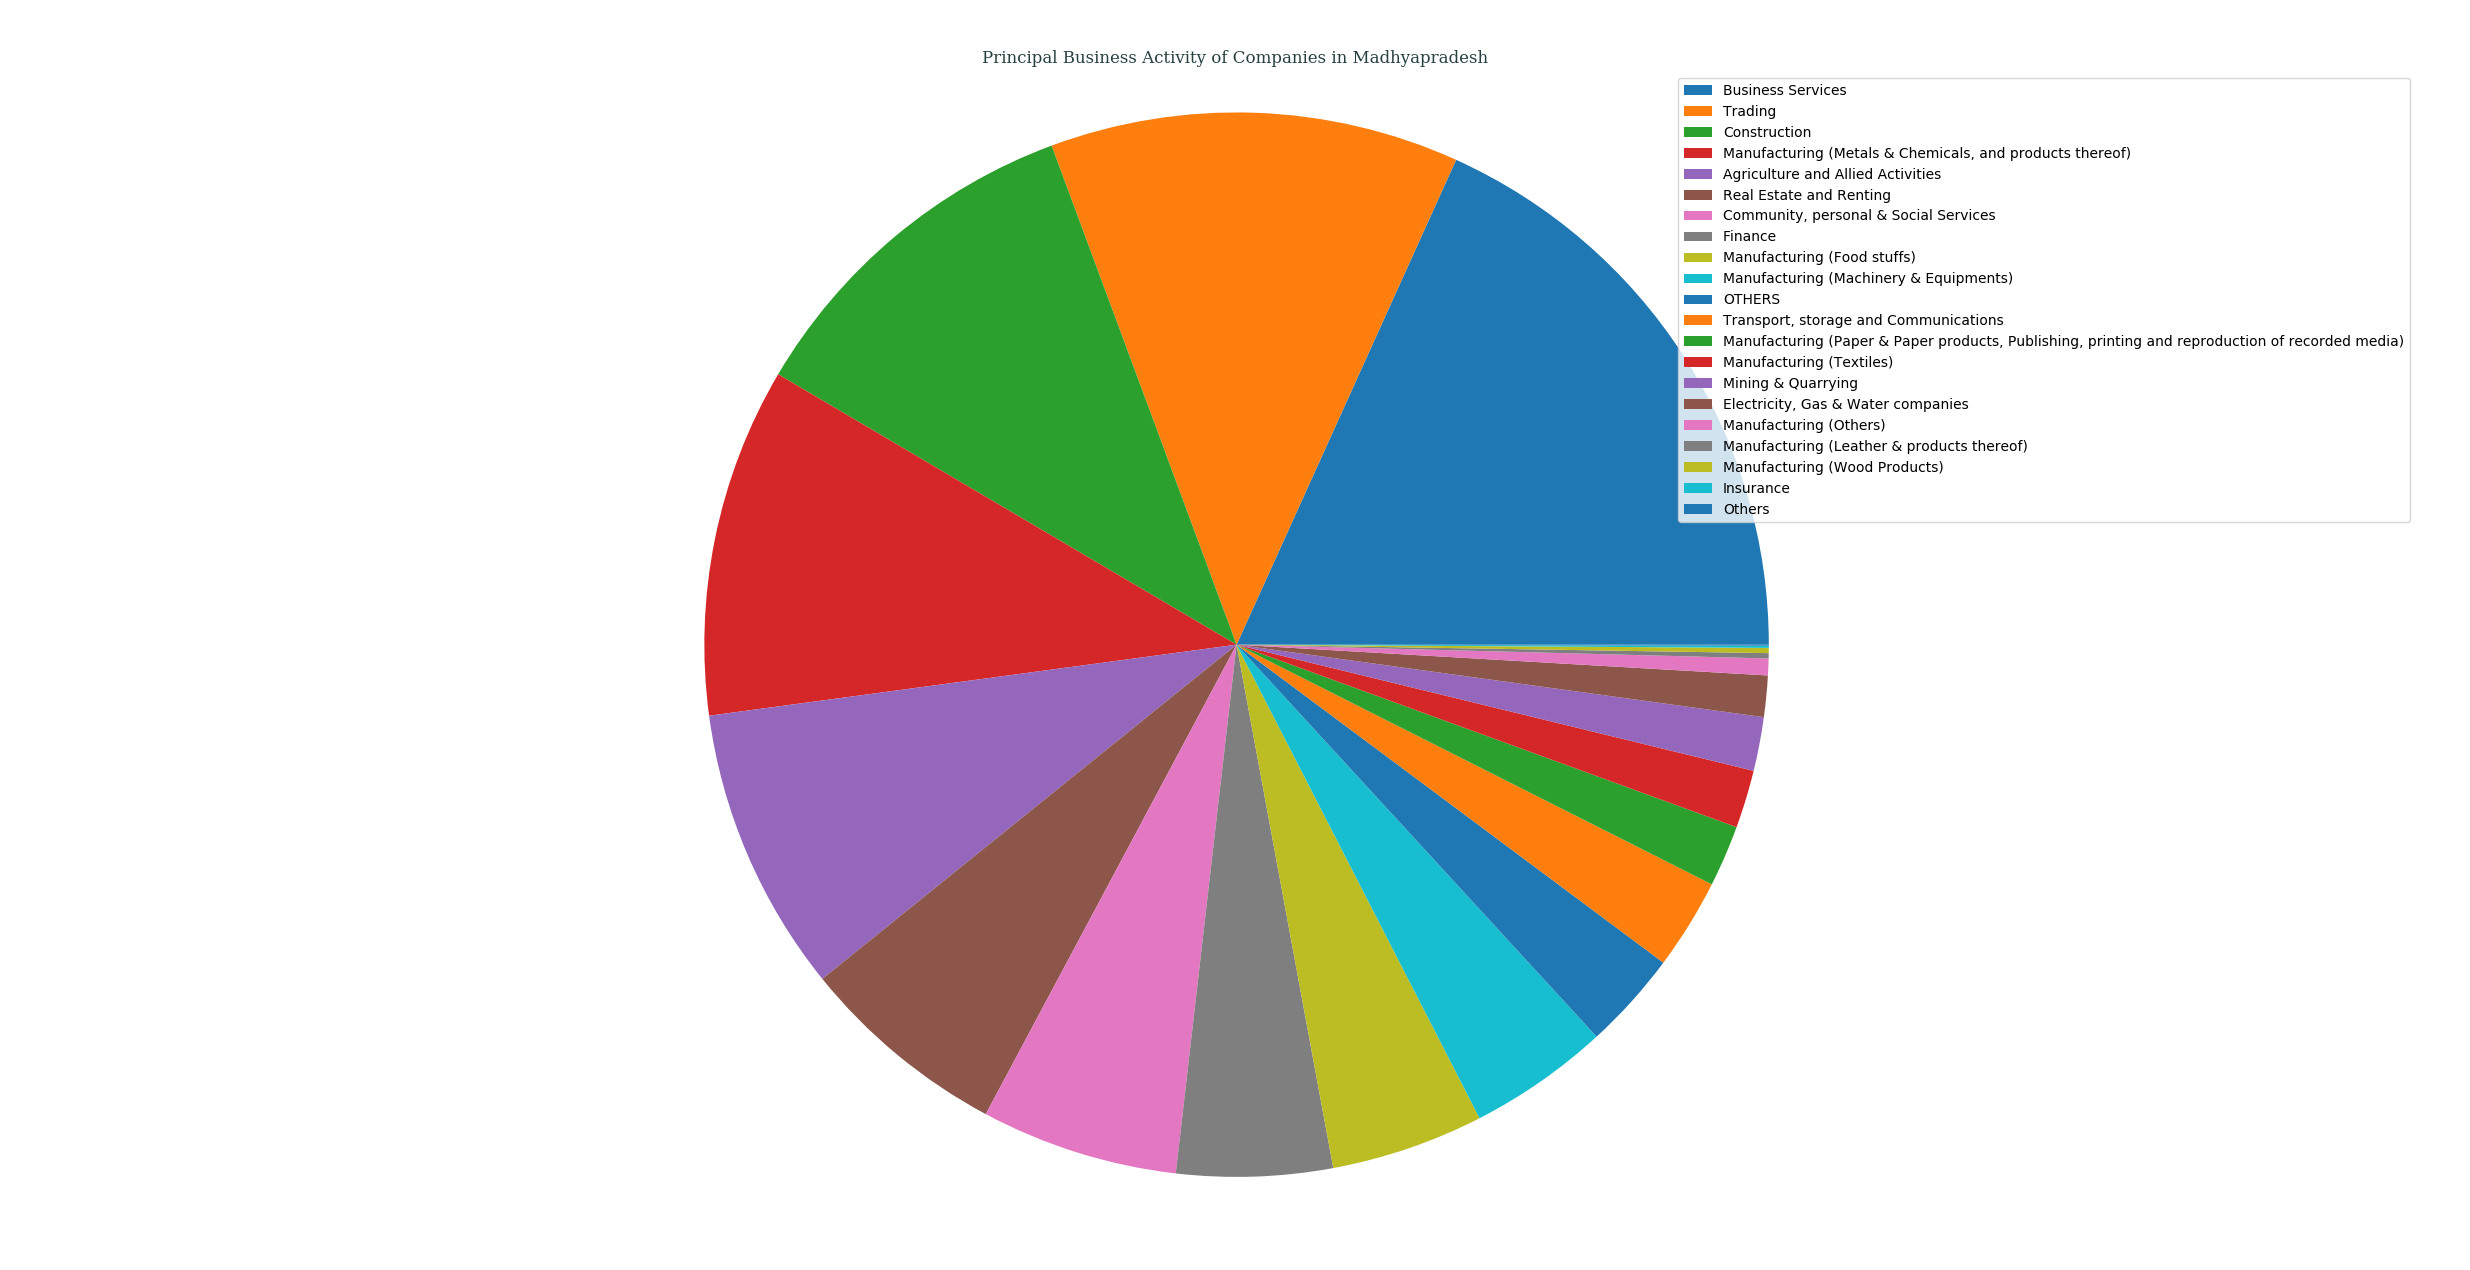 Principal Business Activity of Companies in Madhyapradesh
Business Services
Trading
Construction
Manufacturing (Metals & Chemicals, and products thereof)
Agriculture and Allied Activities
Real Estate and Renting
Community, personal & Social Services
Finance
Manufacturing (Food stuffs)
Manufacturing (Machinery & Equipments)
OTHERS
Transport, storage and Communications
Manufacturing (Paper & Paper products, Publishing, printing and reproduction of recorded media)
Manufacturing (Textiles)
Mining & Quarrying
Electricity, Gas & Water companies
Manufacturing (Others)
Manufacturing (Leather & products thereof)
Manufacturing (Wood Products)
Insurance
Others